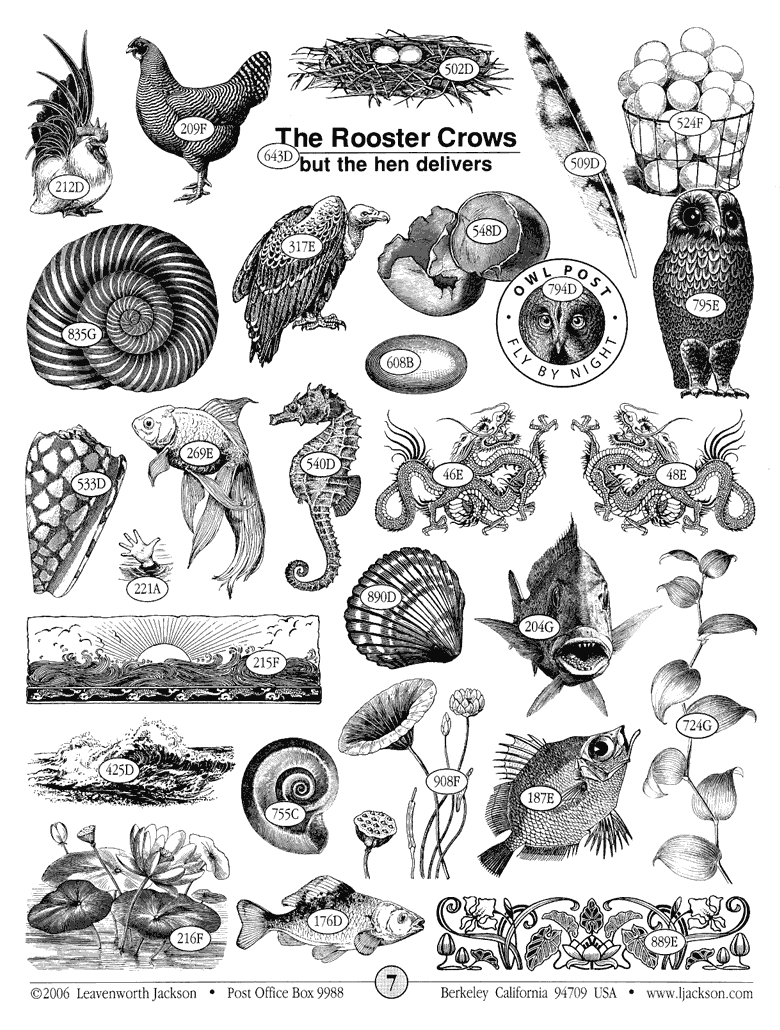 502D
209F
524F
The Rooster Crows
643D
but the hen delivers
509D
212D
548D
317E
OWL POST
794D
FLY BY NIGHT
795E
835G
608B
269E
540D
46E
48E
533D
221A
890D
204G
215F
724G
425D
908F
187E
755C
176D
216F
889E
©2006 Leavenworth Jackson • Post Office Box 9988
7
Berkeley California 94709 USA • www.ljackson.com